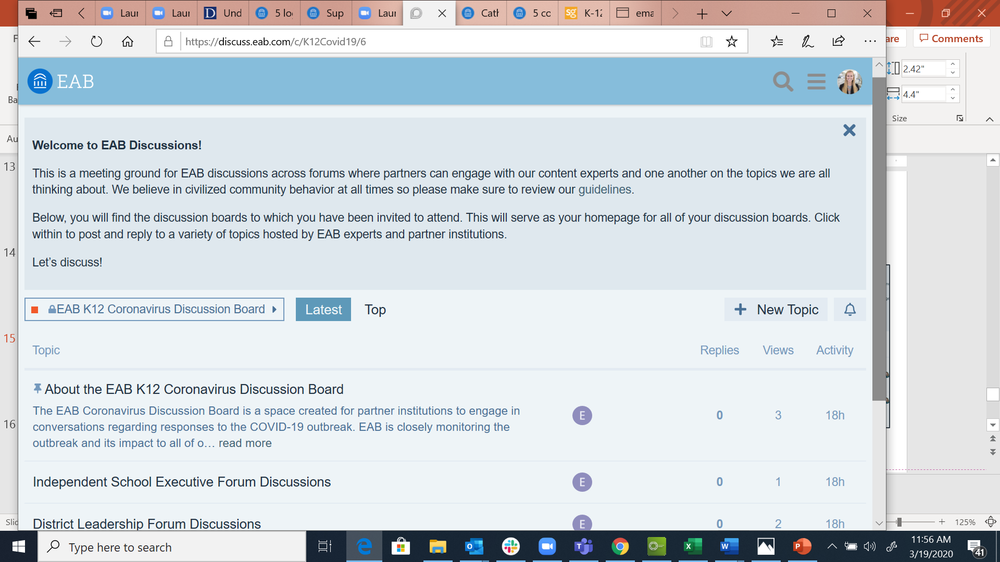 Laur
Laur
Und
5 lo
Sup
Laur
Cath
5 co
sg
K-12
ema
https://discuss.eab.com/c/K12Covid19/6
are
Comments
2.42"
4.4"
Size
Ba
Au
13
14
15
16
EAB
Welcome to EAB Discussions!
This is a meeting ground for EAB discussions across forums where partners can engage with our content experts and one another on the topics we are all
thinking about. We believe in civilized community behavior at all times so please make sure to review our guidelines.
Below, you will find the discussion boards to which you have been invited to attend. This will serve as your homepage for all of your discussion boards. Click
within to post and reply to a variety of topics hosted by EAB experts and partner institutions.
Let's discuss!
EAB K12 Coronavirus Discussion Board
Latest
Top
+ New Topic
Topic Replies Views Activity
About the EAB K12 Coronavirus Discussion Board
The EAB Coronavirus Discussion Board is a space created for partner institutions to engage in
conversations regarding responses to the COVID-19 outbreak. EAB is closely monitoring the
outbreak and its impact to all of o… read more
E 0 3 18h
Independent School Executive Forum Discussions E 0 1 18h
District Leadership Forum Discussions E 0 2 18h
Slid
125%
Type here to search
11:56 AM
3/19/2020
41